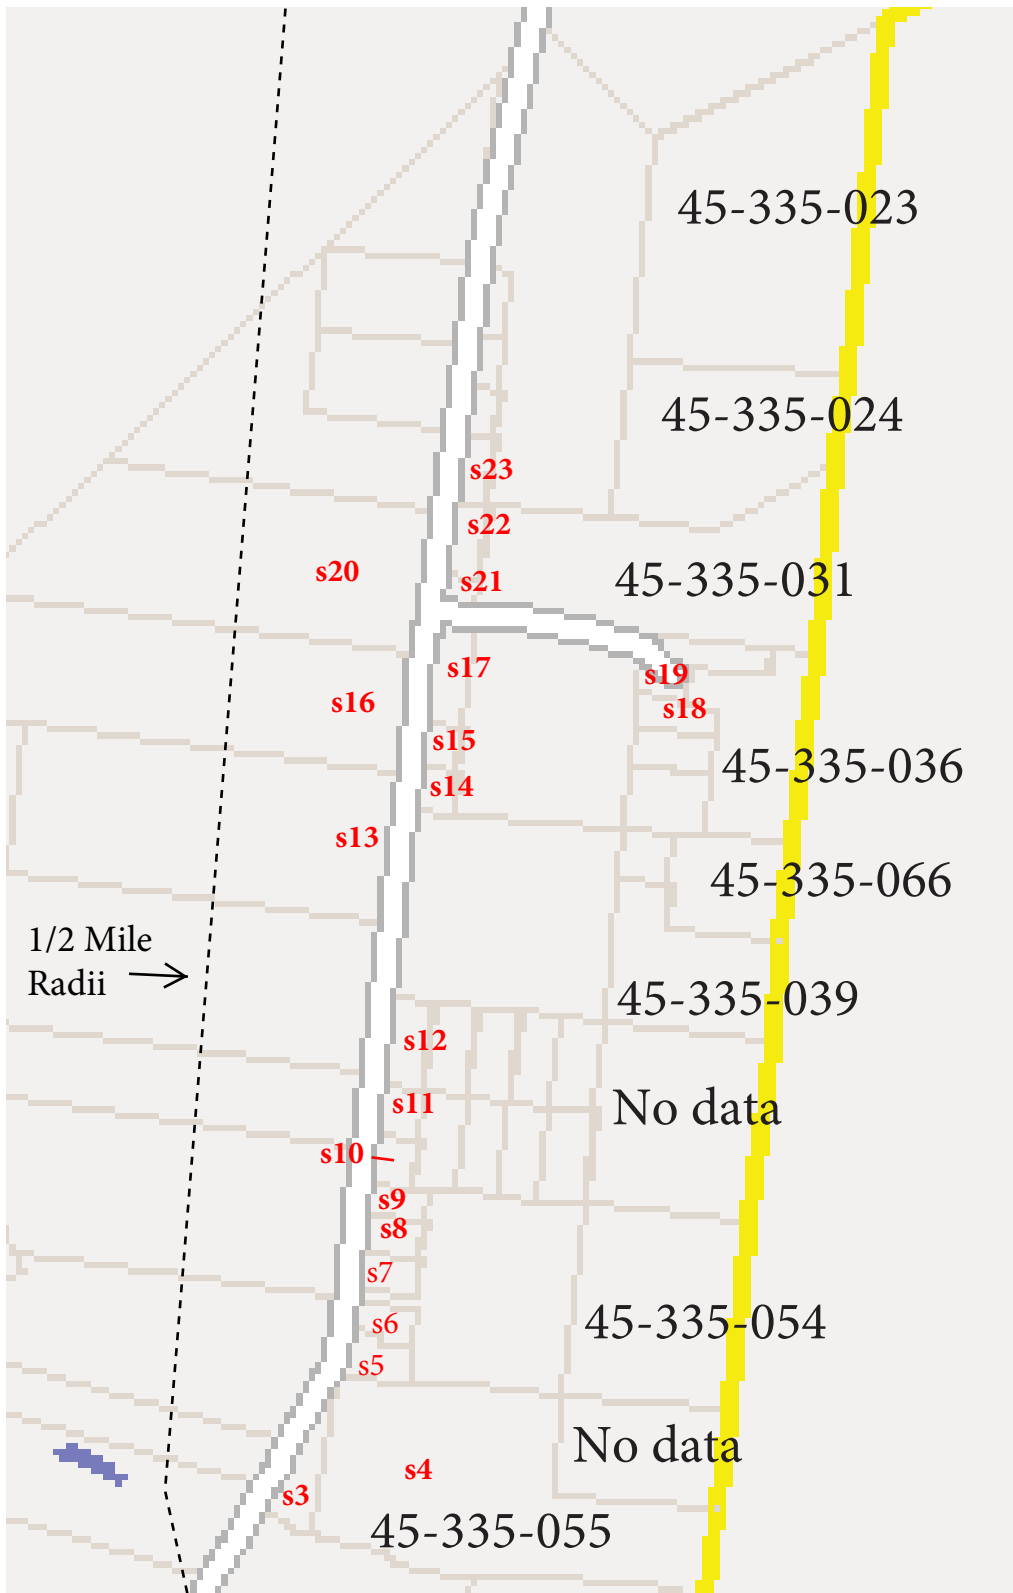 45-335-023
45-335-024
s23
s22
s20
s21
45-335-031
s17
s19
s16
s18
s15
45-335-036
s14
s13
45-335-066
1/2 Mile
Radii
45-335-039
s12
s11
No data
s10
s9
s8
s7
s6
45-335-054
s5
No data
s4
s3
45-335-055